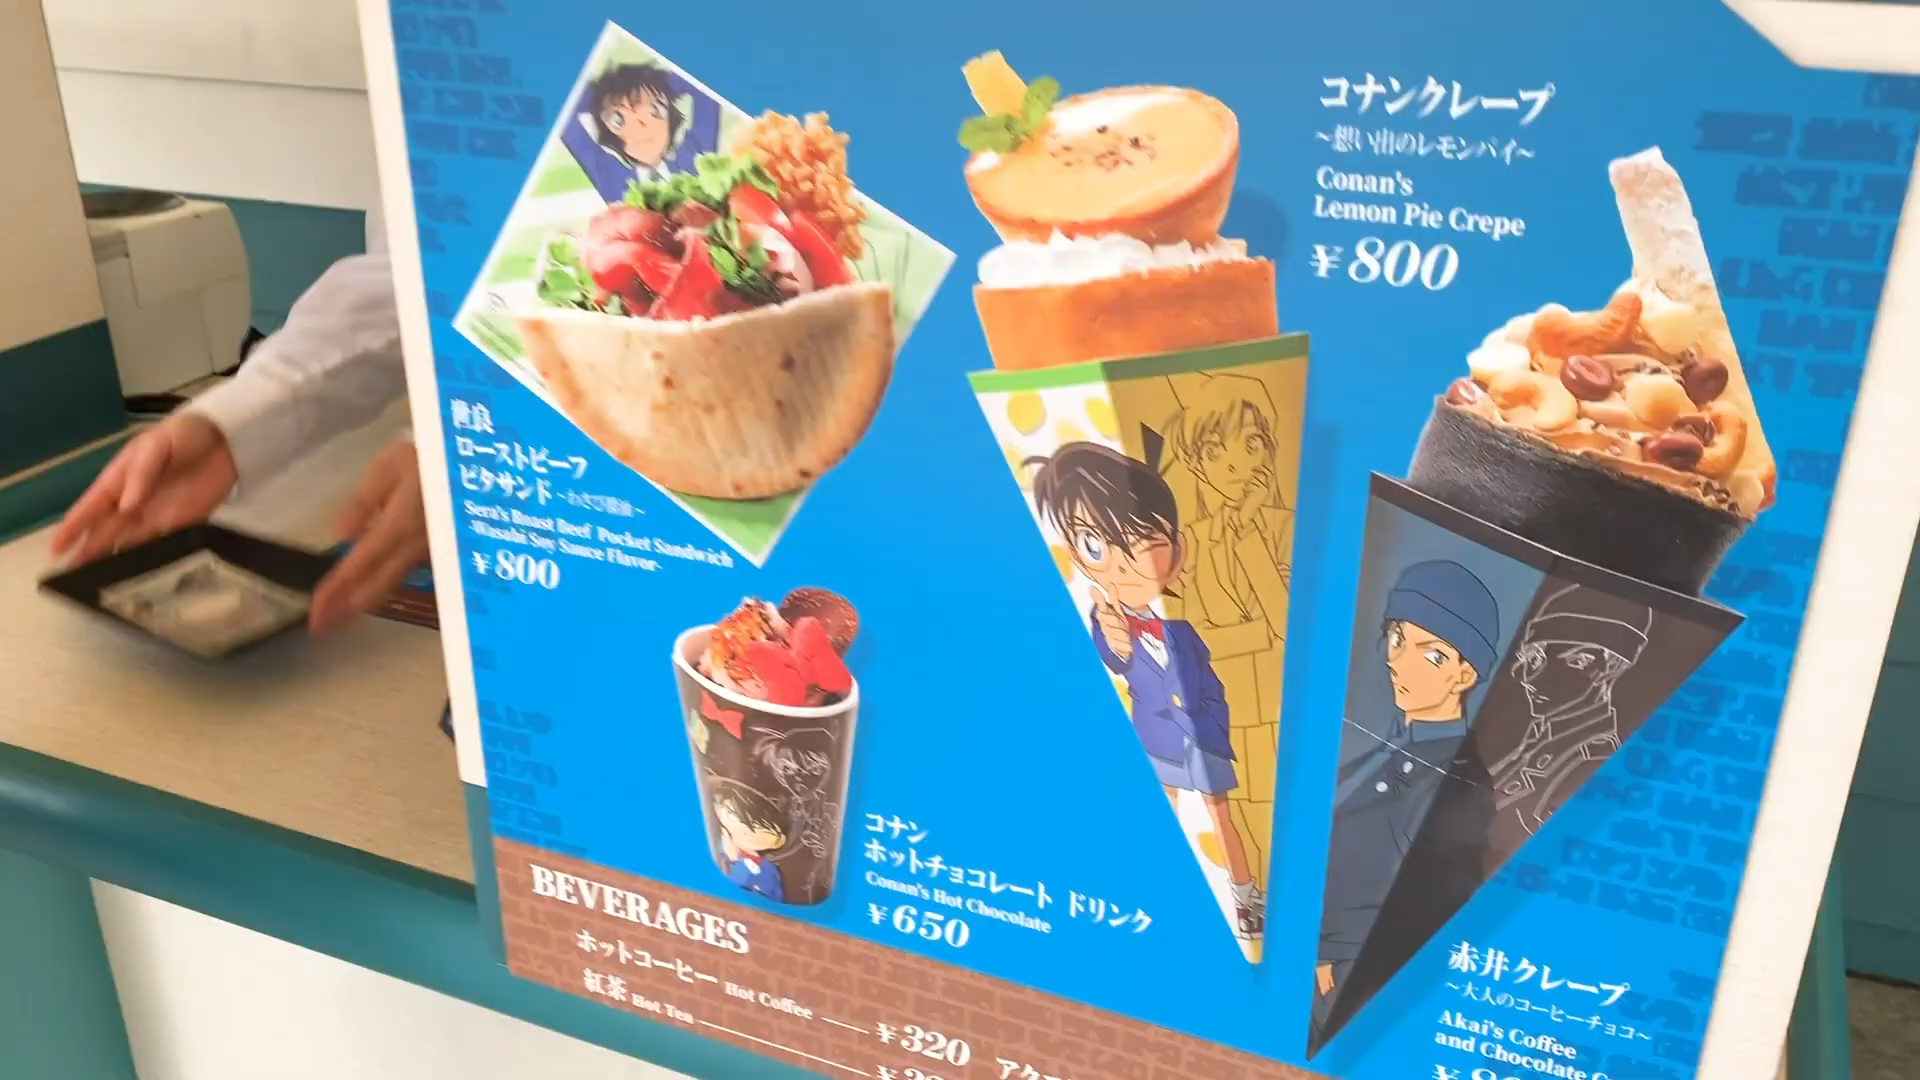 コナンクレープ
～想い出のレモンパイ～
Conan's
Lemon Pie Crepe
¥800
世良
ローストビーフ
ピタサンド ~わさび醤油~
Sera's Roast Beef Pocket Sandwich
-Wasabi Soy Sauce Flavor-
¥800
コナン
ホットチョコレート ドリンク
Conan's Hot Chocolate
¥650
赤井クレープ
～大人のコーヒーチョコ～
Akai's Coffee
and Chocolate
BEVERAGES
ホットコーヒー Hot Coffee ¥320
紅茶 Hot Tea